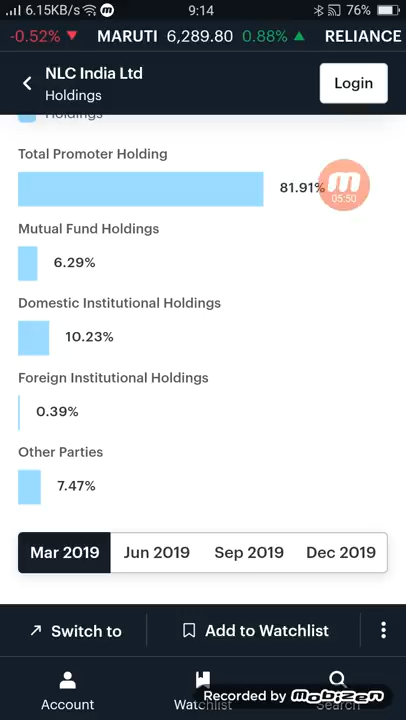 6.15KB/s 9:14 76%
-0.52% ▼ MARUTI 6,289.80 0.88% ▲ RELIANCE
NLC India Ltd
Holdings
Login
Holdings
Total Promoter Holding
81.91%
05:50
Mutual Fund Holdings
6.29%
Domestic Institutional Holdings
10.23%
Foreign Institutional Holdings
0.39%
Other Parties
7.47%
Mar 2019 Jun 2019 Sep 2019 Dec 2019
Switch to Add to Watchlist
Account Watchlist Search
Recorded by Mobizen